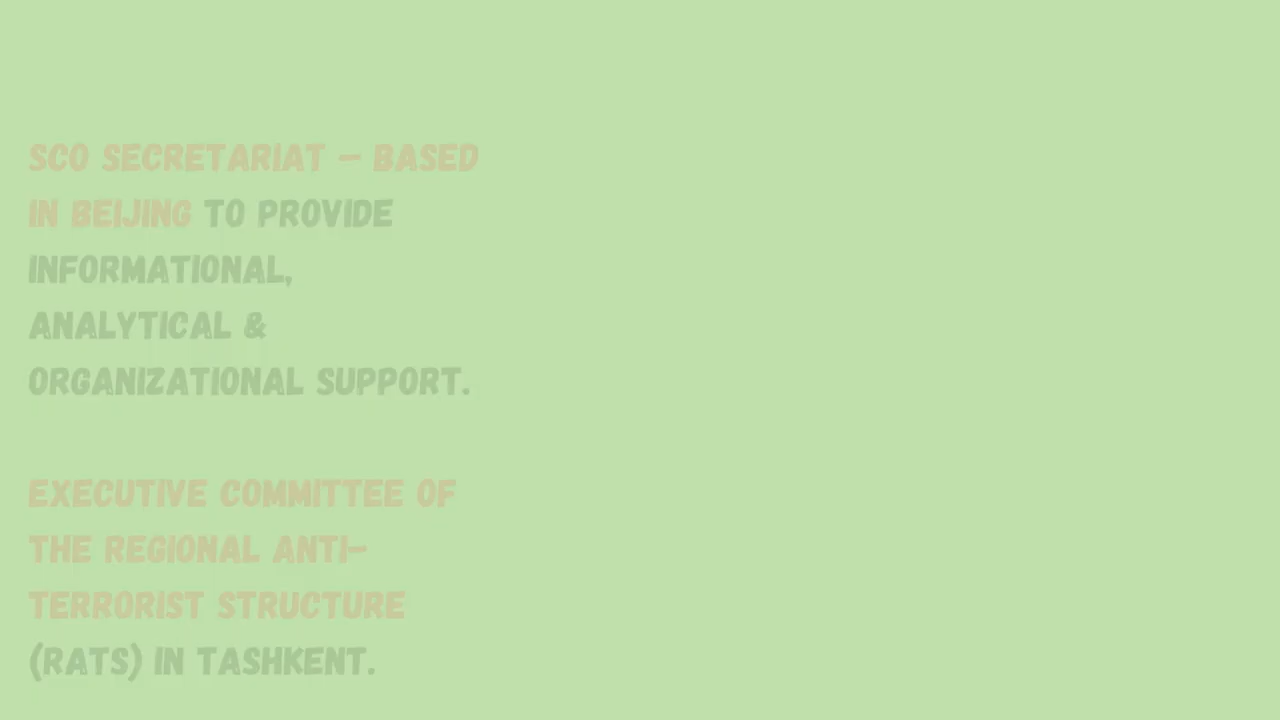 SCO SECRETARIAT – BASED
IN BEIJING TO PROVIDE
INFORMATIONAL,
ANALYTICAL &
ORGANIZATIONAL SUPPORT.
EXECUTIVE COMMITTEE OF
THE REGIONAL ANTI-
TERRORIST STRUCTURE
(RATS) IN TASHKENT.